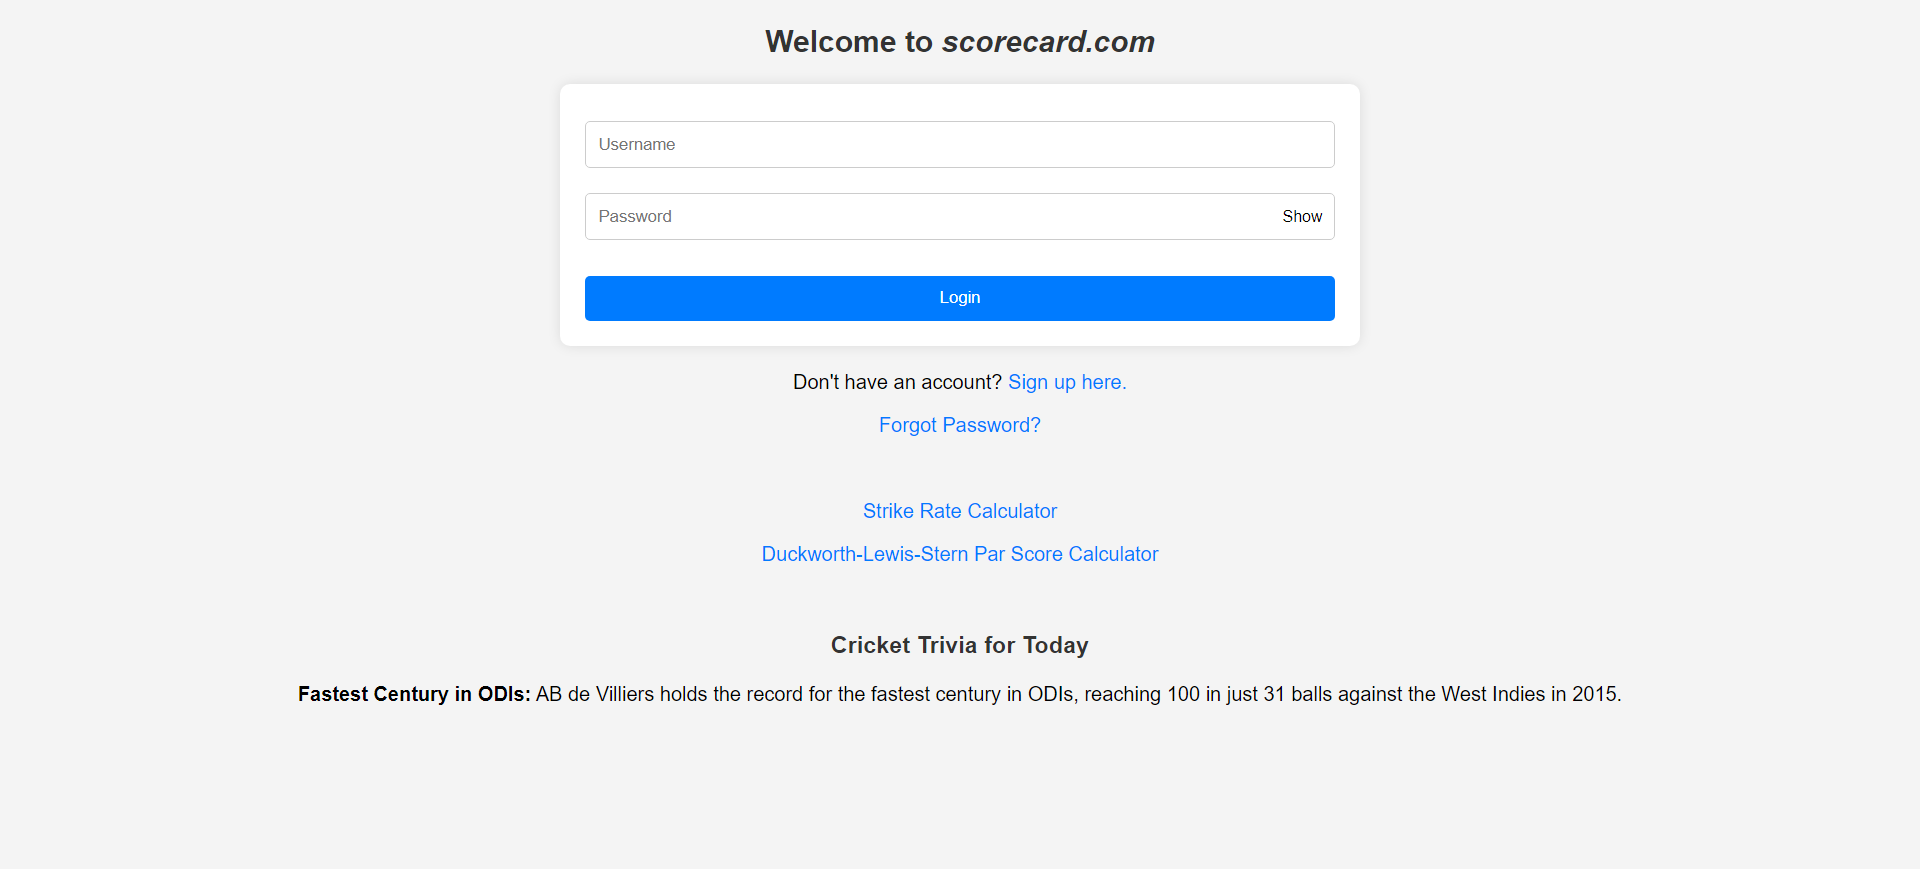 Welcome to scorecard.com
Username
Password
Show
Login
Don't have an account? Sign up here.
Forgot Password?
Strike Rate Calculator
Duckworth-Lewis-Stern Par Score Calculator
Cricket Trivia for Today
Fastest Century in ODIs: AB de Villiers holds the record for the fastest century in ODIs, reaching 100 in just 31 balls against the West Indies in 2015.